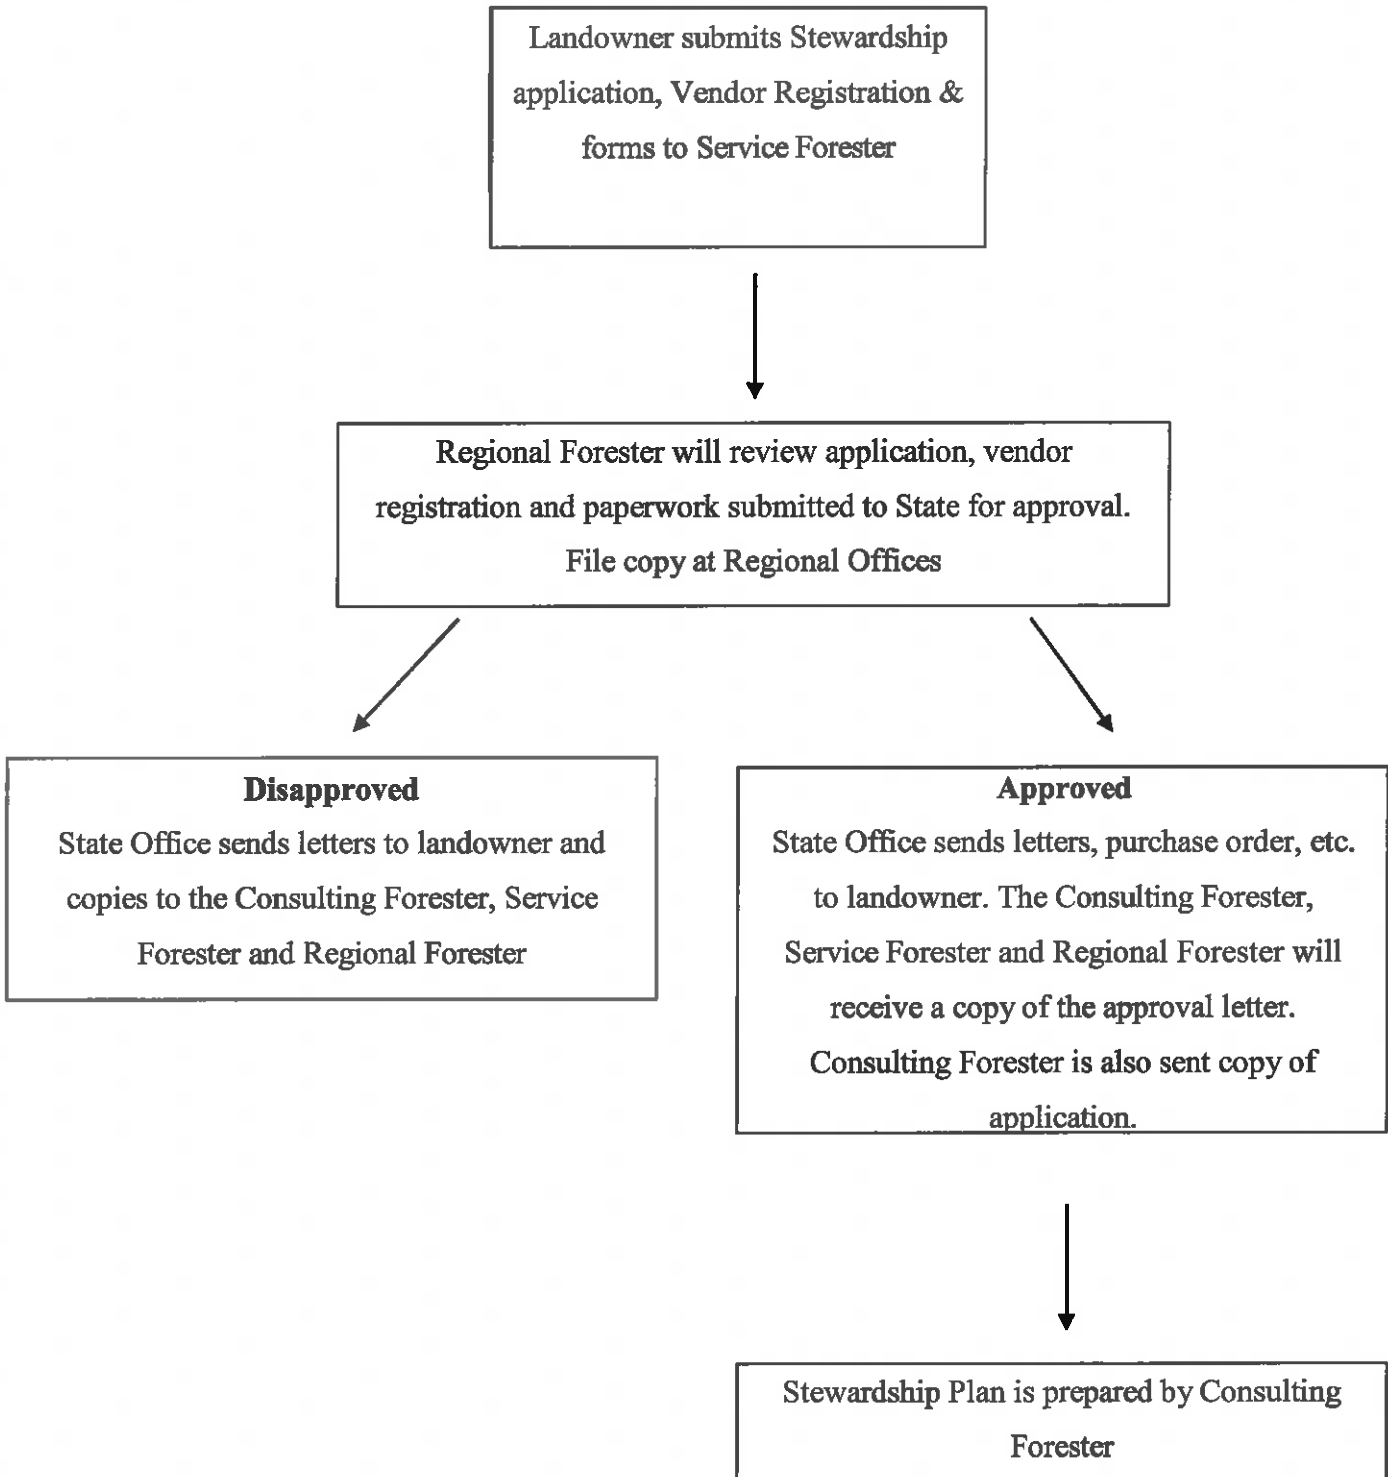 Landowner submits Stewardship
application, Vendor Registration &
forms to Service Forester
Regional Forester will review application, vendor
registration and paperwork submitted to State for approval.
File copy at Regional Offices
Disapproved
State Office sends letters to landowner and
copies to the Consulting Forester, Service
Forester and Regional Forester
Approved
State Office sends letters, purchase order, etc.
to landowner. The Consulting Forester,
Service Forester and Regional Forester will
receive a copy of the approval letter.
Consulting Forester is also sent copy of
application.
Stewardship Plan is prepared by Consulting
Forester